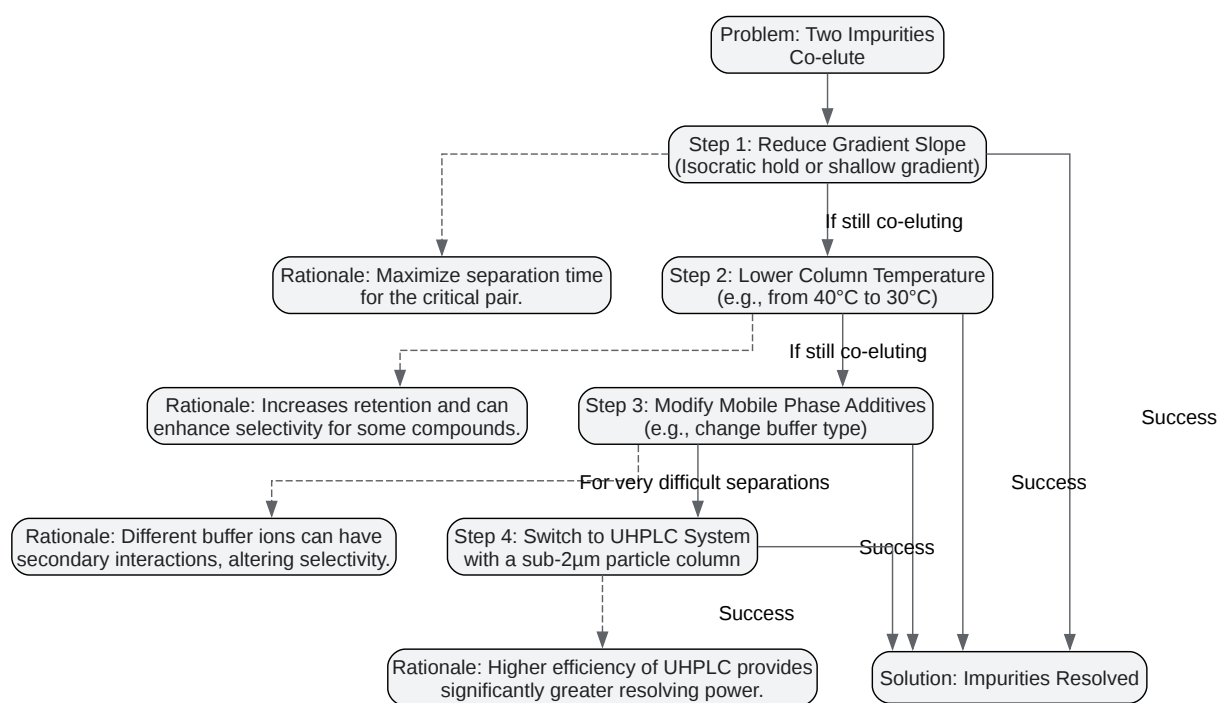 Problem: Two Impurities
Co-elute
Step 1: Reduce Gradient Slope
(Isocratic hold or shallow gradient)
If still co-eluting
Rationale: Maximize separation time
for the critical pair.
Step 2: Lower Column Temperature
(e.g., from 40°C to 30°C)
If still co-eluting
Rationale: Increases retention and can
enhance selectivity for some compounds.
Step 3: Modify Mobile Phase Additives
(e.g., change buffer type)
Success
For very difficult separations
Success
Rationale: Different buffer ions can have
secondary interactions, altering selectivity.
Step 4: Switch to UHPLC System
with a sub-2µm particle column
Success
Success
Rationale: Higher efficiency of UHPLC provides
significantly greater resolving power.
Solution: Impurities Resolved